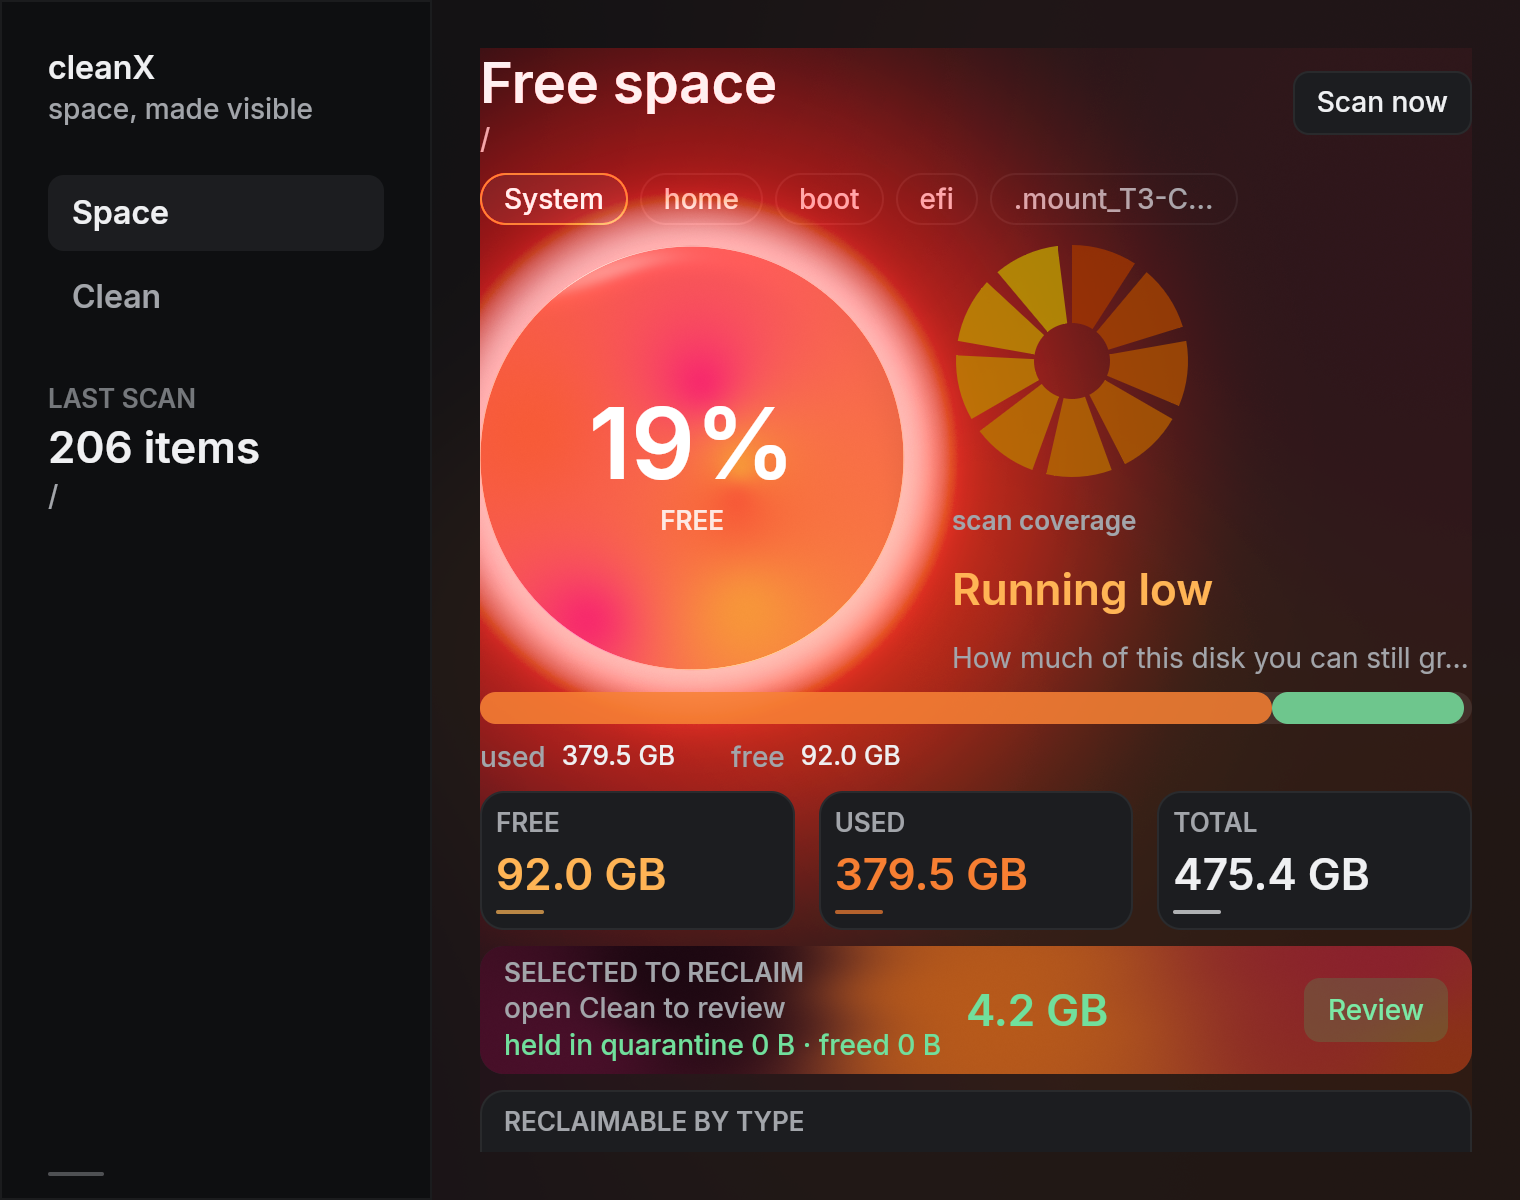 cleanX
space, made visible
Space
Clean
LAST SCAN
206 items
/
Free space
/
Scan now
System
home
boot
efi
.mount_T3-C...
19%
FREE
scan coverage
Running low
How much of this disk you can still gr...
used 379.5 GB free 92.0 GB
FREE
92.0 GB
USED
379.5 GB
TOTAL
475.4 GB
SELECTED TO RECLAIM
open Clean to review
held in quarantine 0 B · freed 0 B
4.2 GB
Review
RECLAIMABLE BY TYPE